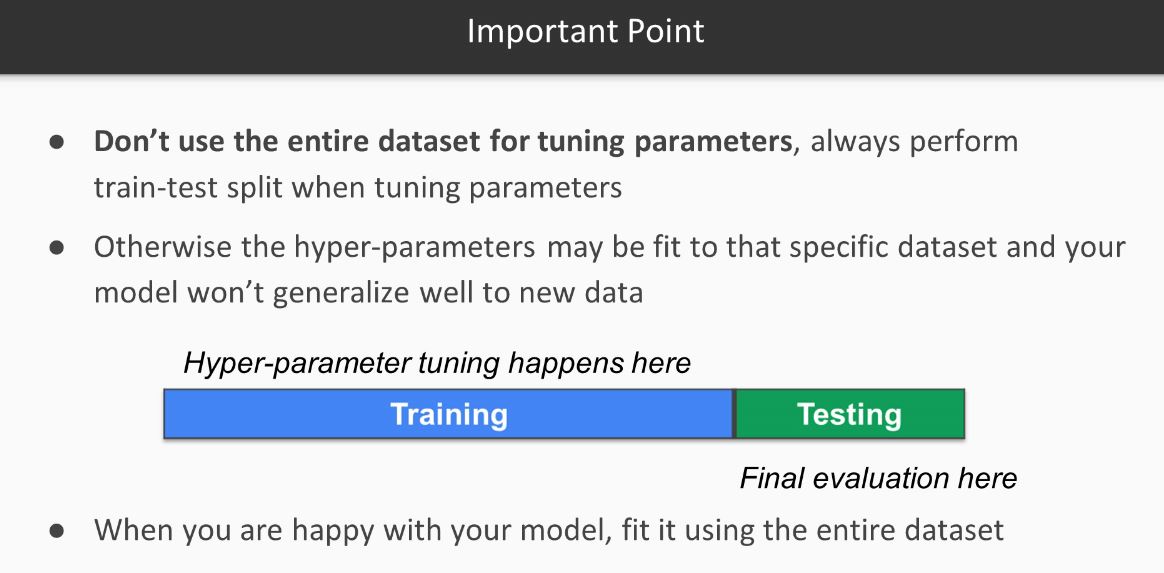 Important Point
● Don’t use the entire dataset for tuning parameters, always perform
train-test split when tuning parameters
● Otherwise the hyper-parameters may be fit to that specific dataset and your
model won’t generalize well to new data
Hyper-parameter tuning happens here
Training Testing
Final evaluation here
● When you are happy with your model, fit it using the entire dataset